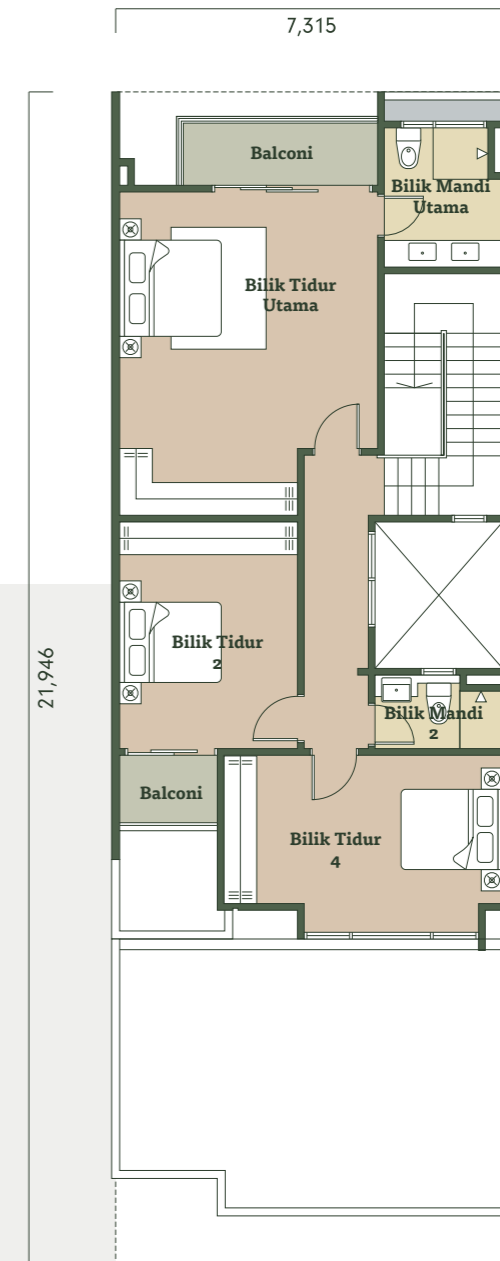 7,315
Balconi
Bilik Mandi
Utama
Bilik Tidur
Utama
21,946
Bilik Tidur
2
Bilik Mandi
2
Balconi
Bilik Tidur
4